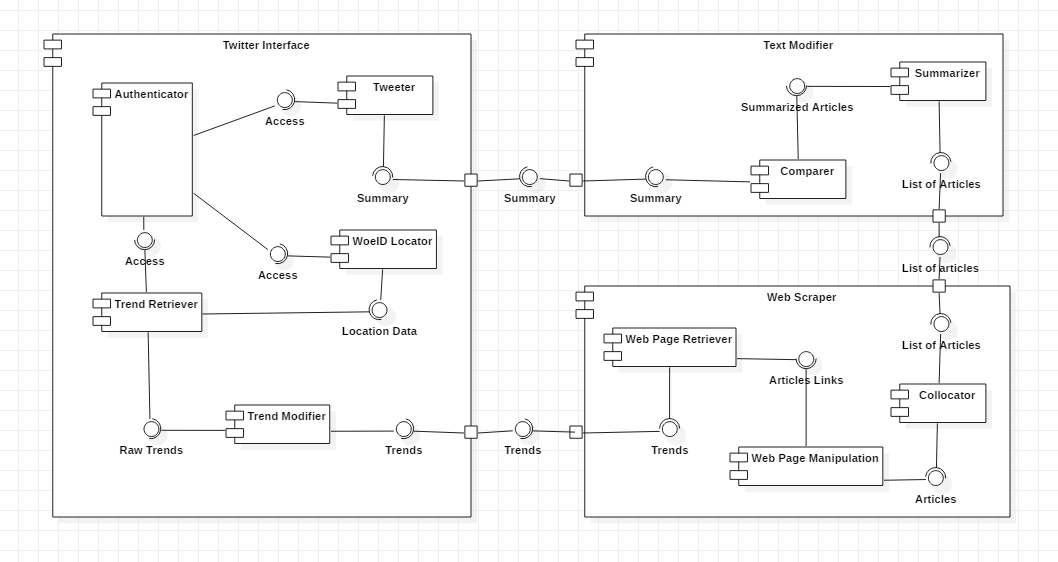 Twitter Interface
Authenticator
Access
Tweeter
Summary
Access
WoeID Locator
Access
Trend Retriever
Location Data
Raw Trends
Trend Modifier
Trends
Summary
Trends
Text Modifier
Summarizer
Summarized Articles
Comparer
Summary
List of Articles
List of articles
Web Scraper
Web Page Retriever
Articles Links
List of Articles
Collocator
Trends
Web Page Manipulation
Articles